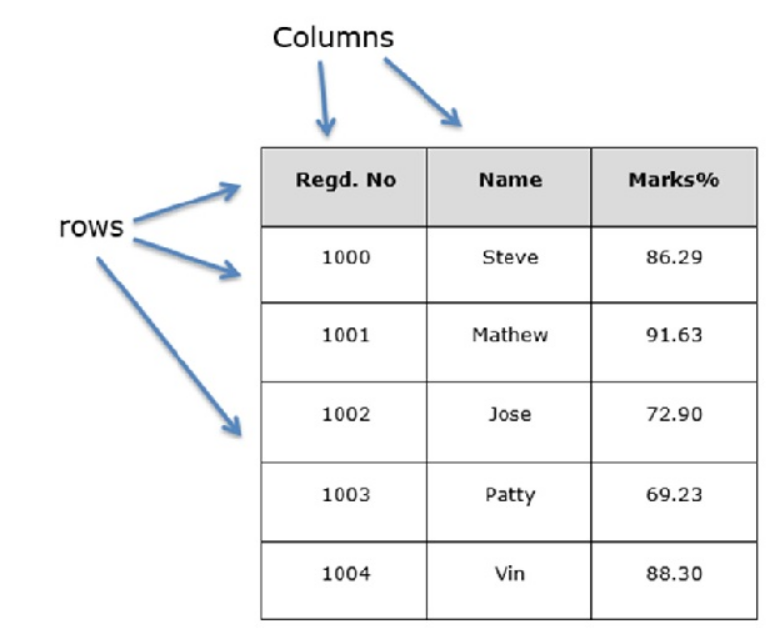 Columns
rows
Regd. No Name Marks%
1000 Steve 86.29
1001 Mathew 91.63
1002 Jose 72.90
1003 Patty 69.23
1004 Vin 88.30